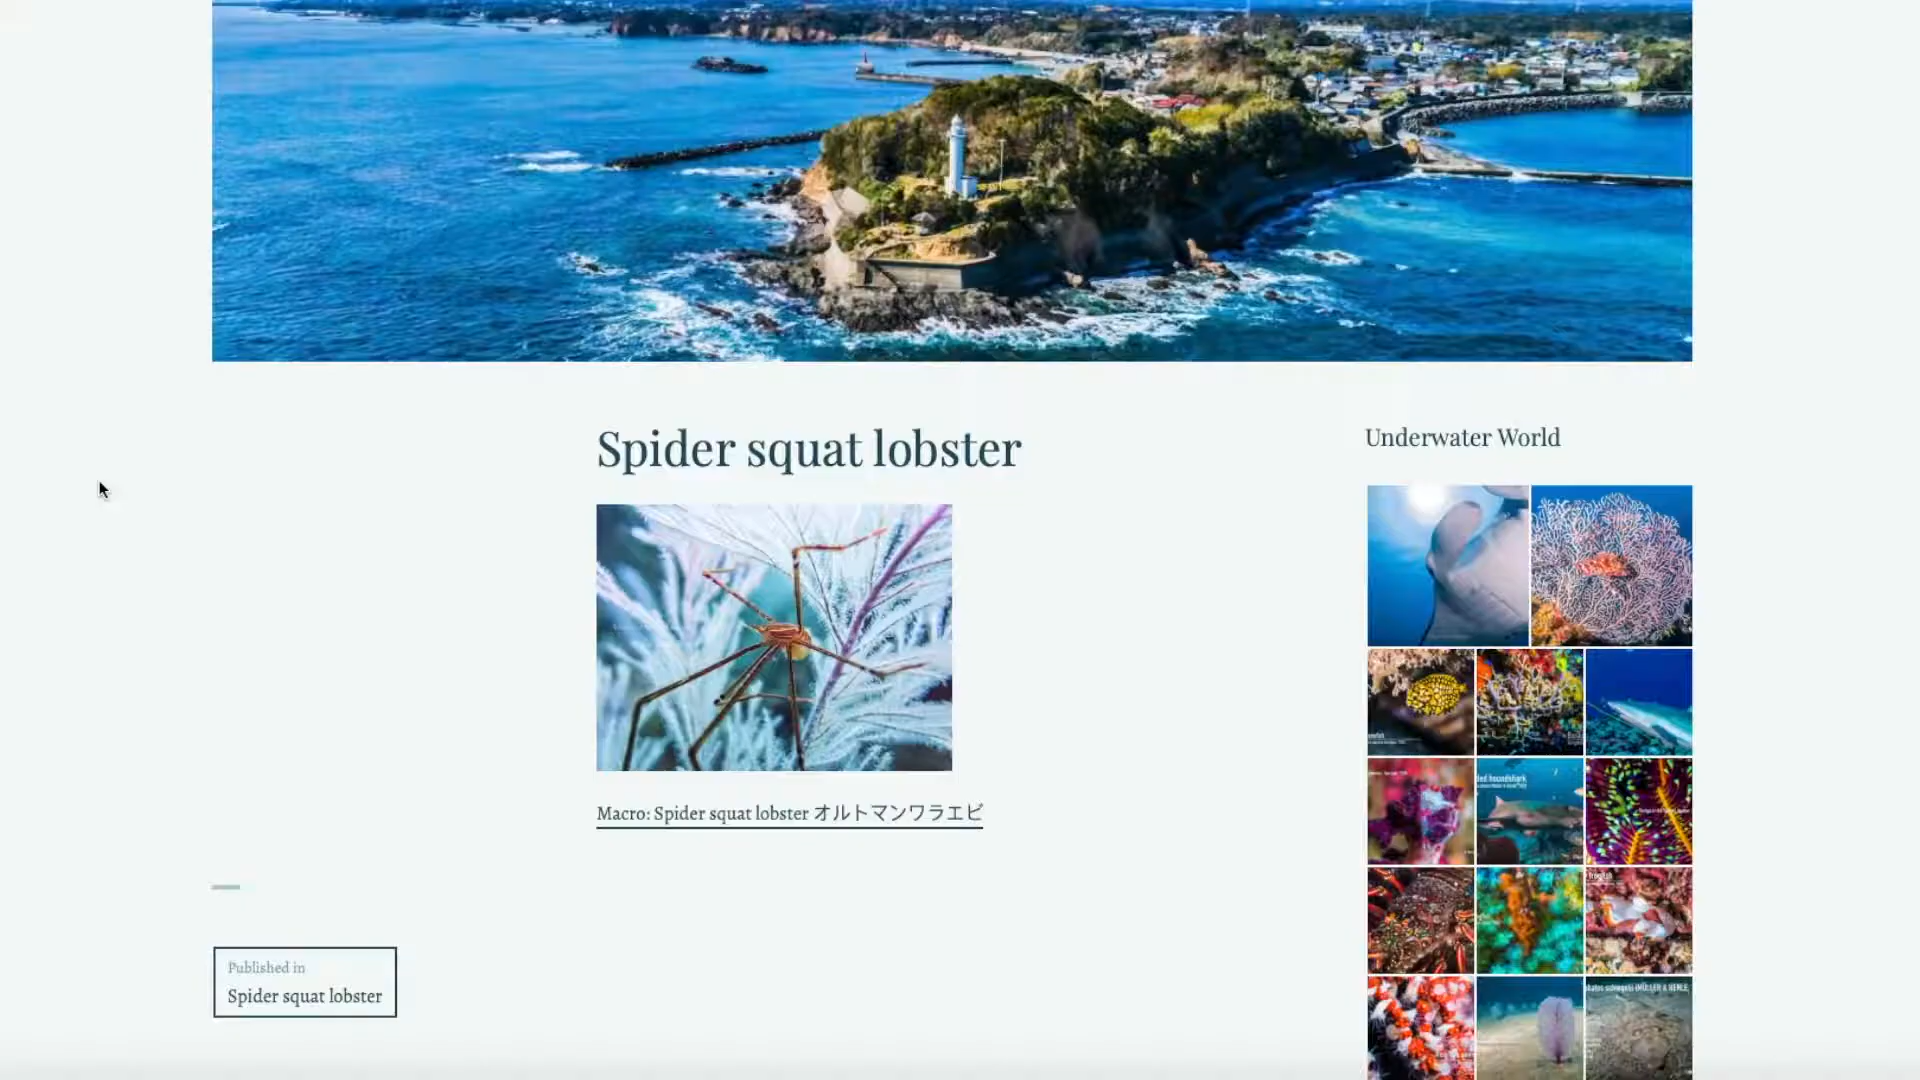 Spider squat lobster
Underwater World
Macro: Spider squat lobster オルトマンワラエビ
Published in
Spider squat lobster